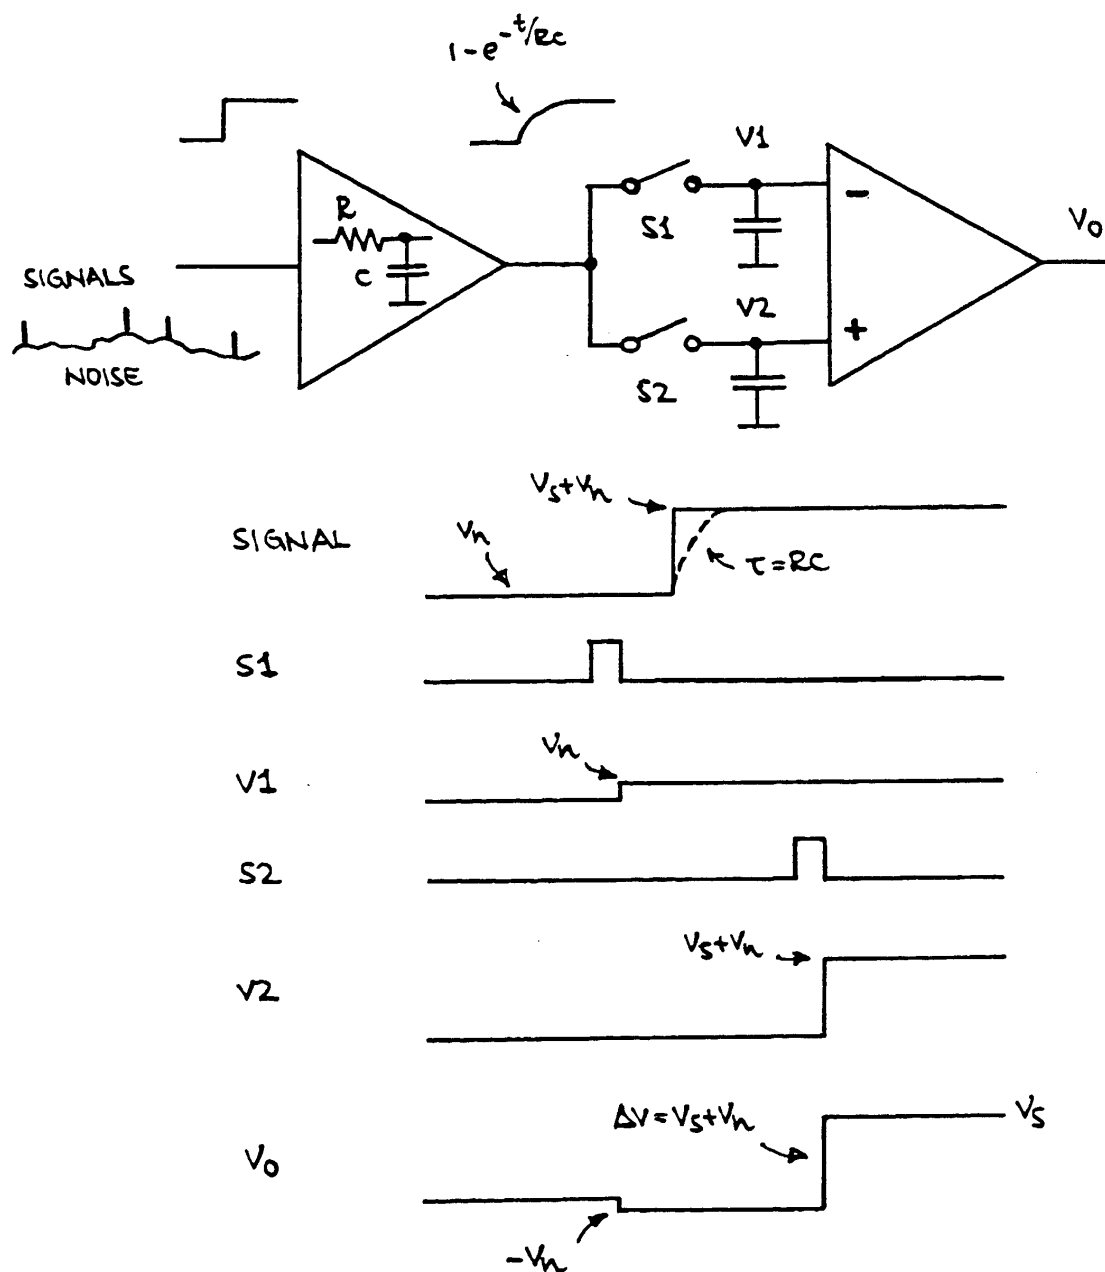 1-e^-t/RC
V1
R
S1
C
V0
SIGNALS
V2
NOISE
S2
-
+
Vs+Vn
Vn
SIGNAL
τ=RC
S1
Vn
V1
S2
Vs+Vn
V2
ΔV=Vs+Vn
Vs
Vo
-Vn